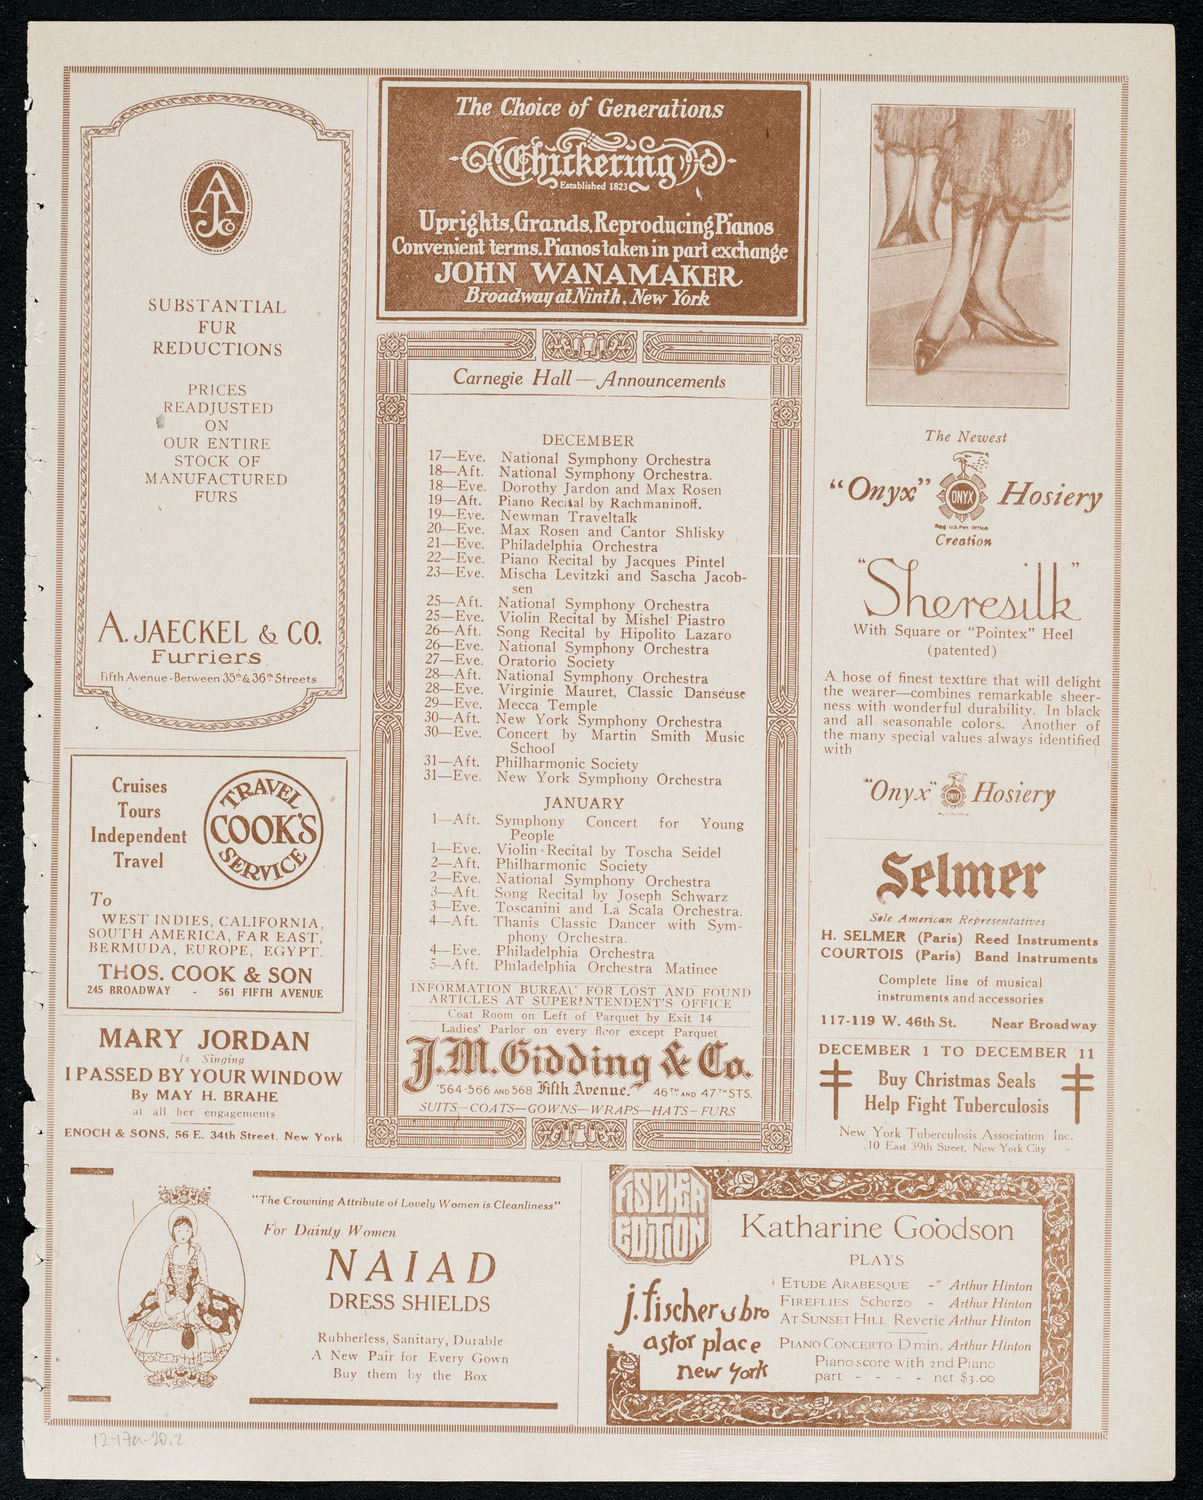 AJCo
SUBSTANTIAL
FUR
REDUCTIONS
PRICES
READJUSTED
ON
OUR ENTIRE
STOCK OF
MANUFACTURED
FURS
A. JAECKEL & CO.
Furriers
Fifth Avenue - Between 35th & 36th Streets
Cruises
Tours
Independent
Travel
TRAVEL
COOK'S
SERVICE
To
WEST INDIES, CALIFORNIA,
SOUTH AMERICA, FAR EAST,
BERMUDA, EUROPE, EGYPT.
THOS. COOK & SON
245 BROADWAY - 561 FIFTH AVENUE
MARY JORDAN
Is Singing
I PASSED BY YOUR WINDOW
By MAY H. BRAHE
at all her engagements
ENOCH & SONS, 56 E. 34th Street, New York
The Choice of Generations
Chickering
Established 1823
Uprights, Grands, Reproducing Pianos
Convenient terms. Pianos taken in part exchange
JOHN WANAMAKER
Broadway at Ninth, New York
Carnegie Hall — Announcements
DECEMBER
17—Eve. National Symphony Orchestra
18—Aft. National Symphony Orchestra.
18—Eve. Dorothy Jardon and Max Rosen
19—Aft. Piano Recital by Rachmaninoff.
19—Eve. Newman Traveltalk
20—Eve. Max Rosen and Cantor Shlisky
21—Eve. Philadelphia Orchestra
22—Eve. Piano Recital by Jacques Pintel
23—Eve. Mischa Levitzki and Sascha Jacob-
sen
25—Aft. National Symphony Orchestra
25—Eve. Violin Recital by Mishel Piastro
26—Aft. Song Recital by Hipolito Lazaro
26—Eve. National Symphony Orchestra
27—Eve. Oratorio Society
28—Aft. National Symphony Orchestra
28—Eve. Virginie Mauret, Classic Danseuse
29—Eve. Mecca Temple
30—Aft. New York Symphony Orchestra
30—Eve. Concert by Martin Smith Music
School
31—Aft. Philharmonic Society
31—Eve. New York Symphony Orchestra
JANUARY
1—Aft. Symphony Concert for Young
People
1—Eve. Violin Recital by Toscha Seidel
2—Aft. Philharmonic Society
2—Eve. National Symphony Orchestra
3—Aft. Song Recital by Joseph Schwarz
3—Eve. Toscanini and La Scala Orchestra.
4—Aft. Thanis Classic Dancer with Sym-
phony Orchestra.
4—Eve. Philadelphia Orchestra
5—Aft. Philadelphia Orchestra Matinee
INFORMATION BUREAU FOR LOST AND FOUND
ARTICLES AT SUPERINTENDENT'S OFFICE
Coat Room on Left of Parquet by Exit 14
Ladies' Parlor on every floor except Parquet
J.M. Gidding & Co.
564-566 AND 568 Fifth Avenue. 46TH AND 47TH STS.
SUITS—COATS—GOWNS—WRAPS—HATS—FURS
The Newest
"Onyx" ONYX Hosiery
Reg. U.S. Pat. Office
Creation
"Sheresilk"
With Square or "Pointex" Heel
(patented)
A hose of finest texture that will delight
the wearer—combines remarkable sheer-
ness with wonderful durability. In black
and all seasonable colors. Another of
the many special values always identified
with
"Onyx" Hosiery
Selmer
Sole American Representatives
H. SELMER (Paris) Reed Instruments
COURTOIS (Paris) Band Instruments
Complete line of musical
instruments and accessories
117-119 W. 46th St. Near Broadway
DECEMBER 1 TO DECEMBER 11
Buy Christmas Seals
Help Fight Tuberculosis
New York Tuberculosis Association Inc.
10 East 39th Street, New York City
"The Crowning Attribute of Lovely Women is Cleanliness"
For Dainty Women
NAIAD
DRESS SHIELDS
Rubberless, Sanitary, Durable
A New Pair for Every Gown
Buy them by the Box
FISCHER
EDITION
j. fischer & bro
astor place
new york
Katharine Goodson
PLAYS
ETUDE ARABESQUE - Arthur Hinton
FIREFLIES. Scherzo - Arthur Hinton
AT SUNSET HILL Reverie Arthur Hinton
PIANO CONCERTO D min. Arthur Hinton
Piano score with 2nd Piano
part - - - - net $3.00
12-17a-20.2